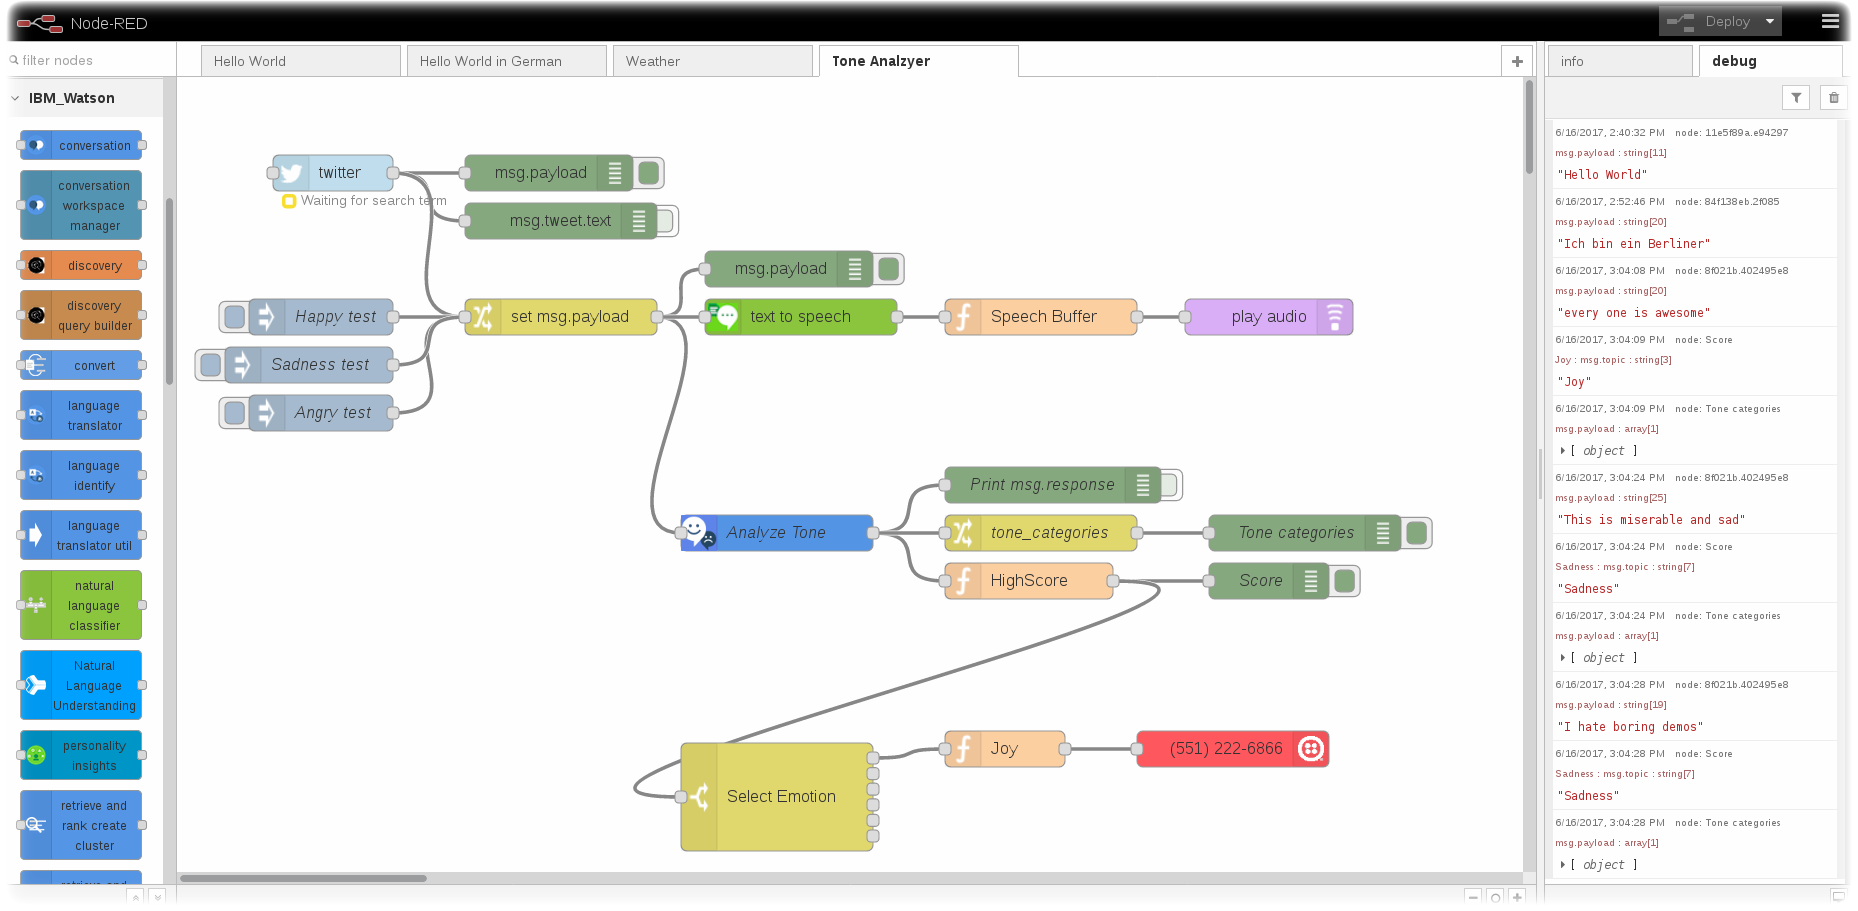 Node-RED
Deploy
filter nodes
Hello World
Hello World in German
Weather
Tone Analzyer
info
debug
IBM_Watson
conversation
conversation
workspace
manager
discovery
discovery
query builder
convert
language
translator
language
identify
language
translator util
natural
language
classifier
Natural
Language
Understanding
personality
insights
retrieve and
rank create
cluster
twitter
Waiting for search term
msg.payload
msg.tweet.text
msg.payload
Happy test
set msg.payload
text to speech
Speech Buffer
play audio
Sadness test
Angry test
Print msg.response
Analyze Tone
tone_categories
Tone categories
HighScore
Score
Joy
(551) 222-6866
Select Emotion
6/16/2017, 2:40:32 PM node: 11e5f89a.e94297
msg.payload : string[11]
"Hello World"
6/16/2017, 2:52:46 PM node: 84f138eb.2f085
msg.payload : string[20]
"Ich bin ein Berliner"
6/16/2017, 3:04:08 PM node: 8f021b.402495e8
msg.payload : string[20]
"every one is awesome"
6/16/2017, 3:04:09 PM node: Score
Joy : msg.topic : string[3]
"Joy"
6/16/2017, 3:04:09 PM node: Tone categories
msg.payload : array[1]
[ object ]
6/16/2017, 3:04:24 PM node: 8f021b.402495e8
msg.payload : string[25]
"This is miserable and sad"
6/16/2017, 3:04:24 PM node: Score
Sadness : msg.topic : string[7]
"Sadness"
6/16/2017, 3:04:24 PM node: Tone categories
msg.payload : array[1]
[ object ]
6/16/2017, 3:04:28 PM node: 8f021b.402495e8
msg.payload : string[19]
"I hate boring demos"
6/16/2017, 3:04:28 PM node: Score
Sadness : msg.topic : string[7]
"Sadness"
6/16/2017, 3:04:28 PM node: Tone categories
msg.payload : array[1]
[ object ]